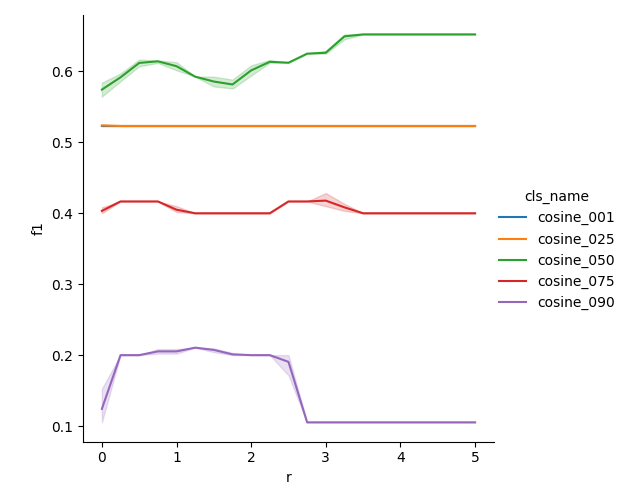 0.6
0.5
0.4
0.3
0.2
0.1
f1
0 1 2 3 4 5
r
cls_name
cosine_001
cosine_025
cosine_050
cosine_075
cosine_090